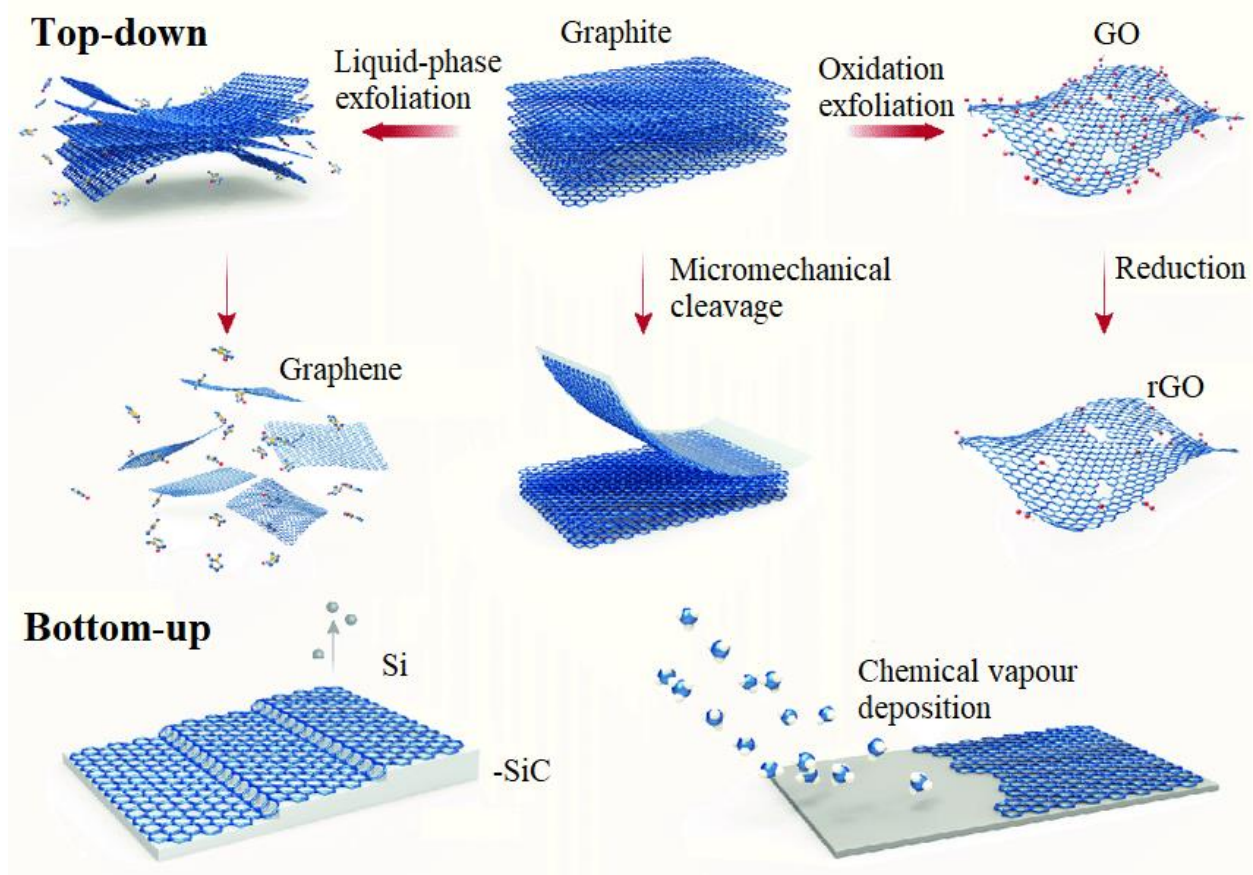 Top-down
Liquid-phase
exfoliation
Graphite
Oxidation
exfoliation
GO
Micromechanical
cleavage
Reduction
Graphene
rGO
Bottom-up
Si
-SiC
Chemical vapour
deposition